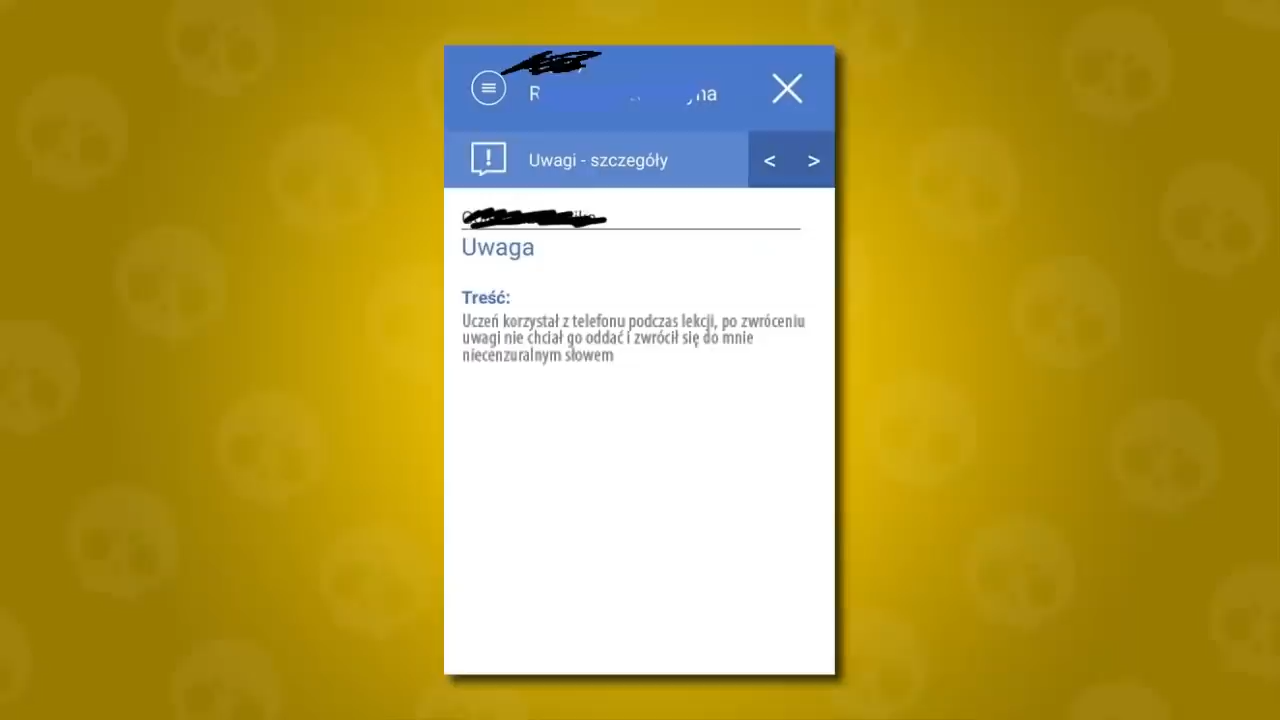 Uwagi - szczegóły
< >
Uwaga
Treść:
Uczeń korzystał z telefonu podczas lekcji, po zwróceniu
uwagi nie chciał go oddać i zwrócił się do mnie
niecenzuralnym słowem